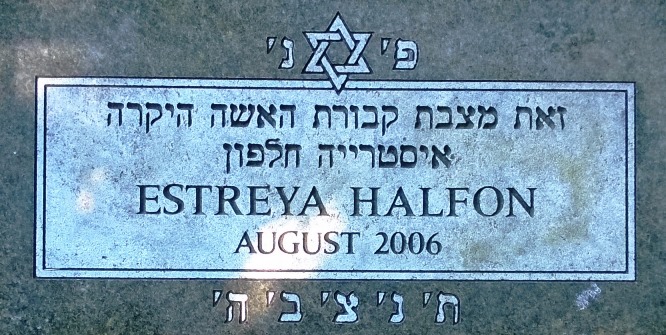 פ' נ'
זאת מצבת קבורת האשה היקרה
איסטרייה חלפון
ESTREYA HALFON
AUGUST 2006
ת' נ' צ' ב' ה'